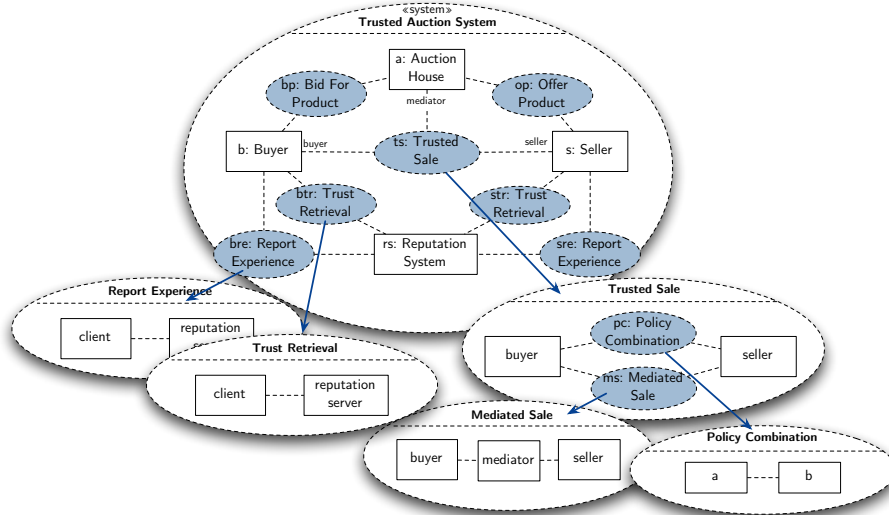 «system»
Trusted Auction System
a: Auction
House
bp: Bid For
Product
op: Offer
Product
mediator
b: Buyer
buyer
ts: Trusted
Sale
seller
s: Seller
btr: Trust
Retrieval
str: Trust
Retrieval
bre: Report
Experience
rs: Reputation
System
sre: Report
Experience
Report Experience
client
reputation
Trust Retrieval
client
reputation
server
Trusted Sale
buyer
pc: Policy
Combination
seller
ms: Mediated
Sale
Mediated Sale
buyer
mediator
seller
Policy Combination
a
b